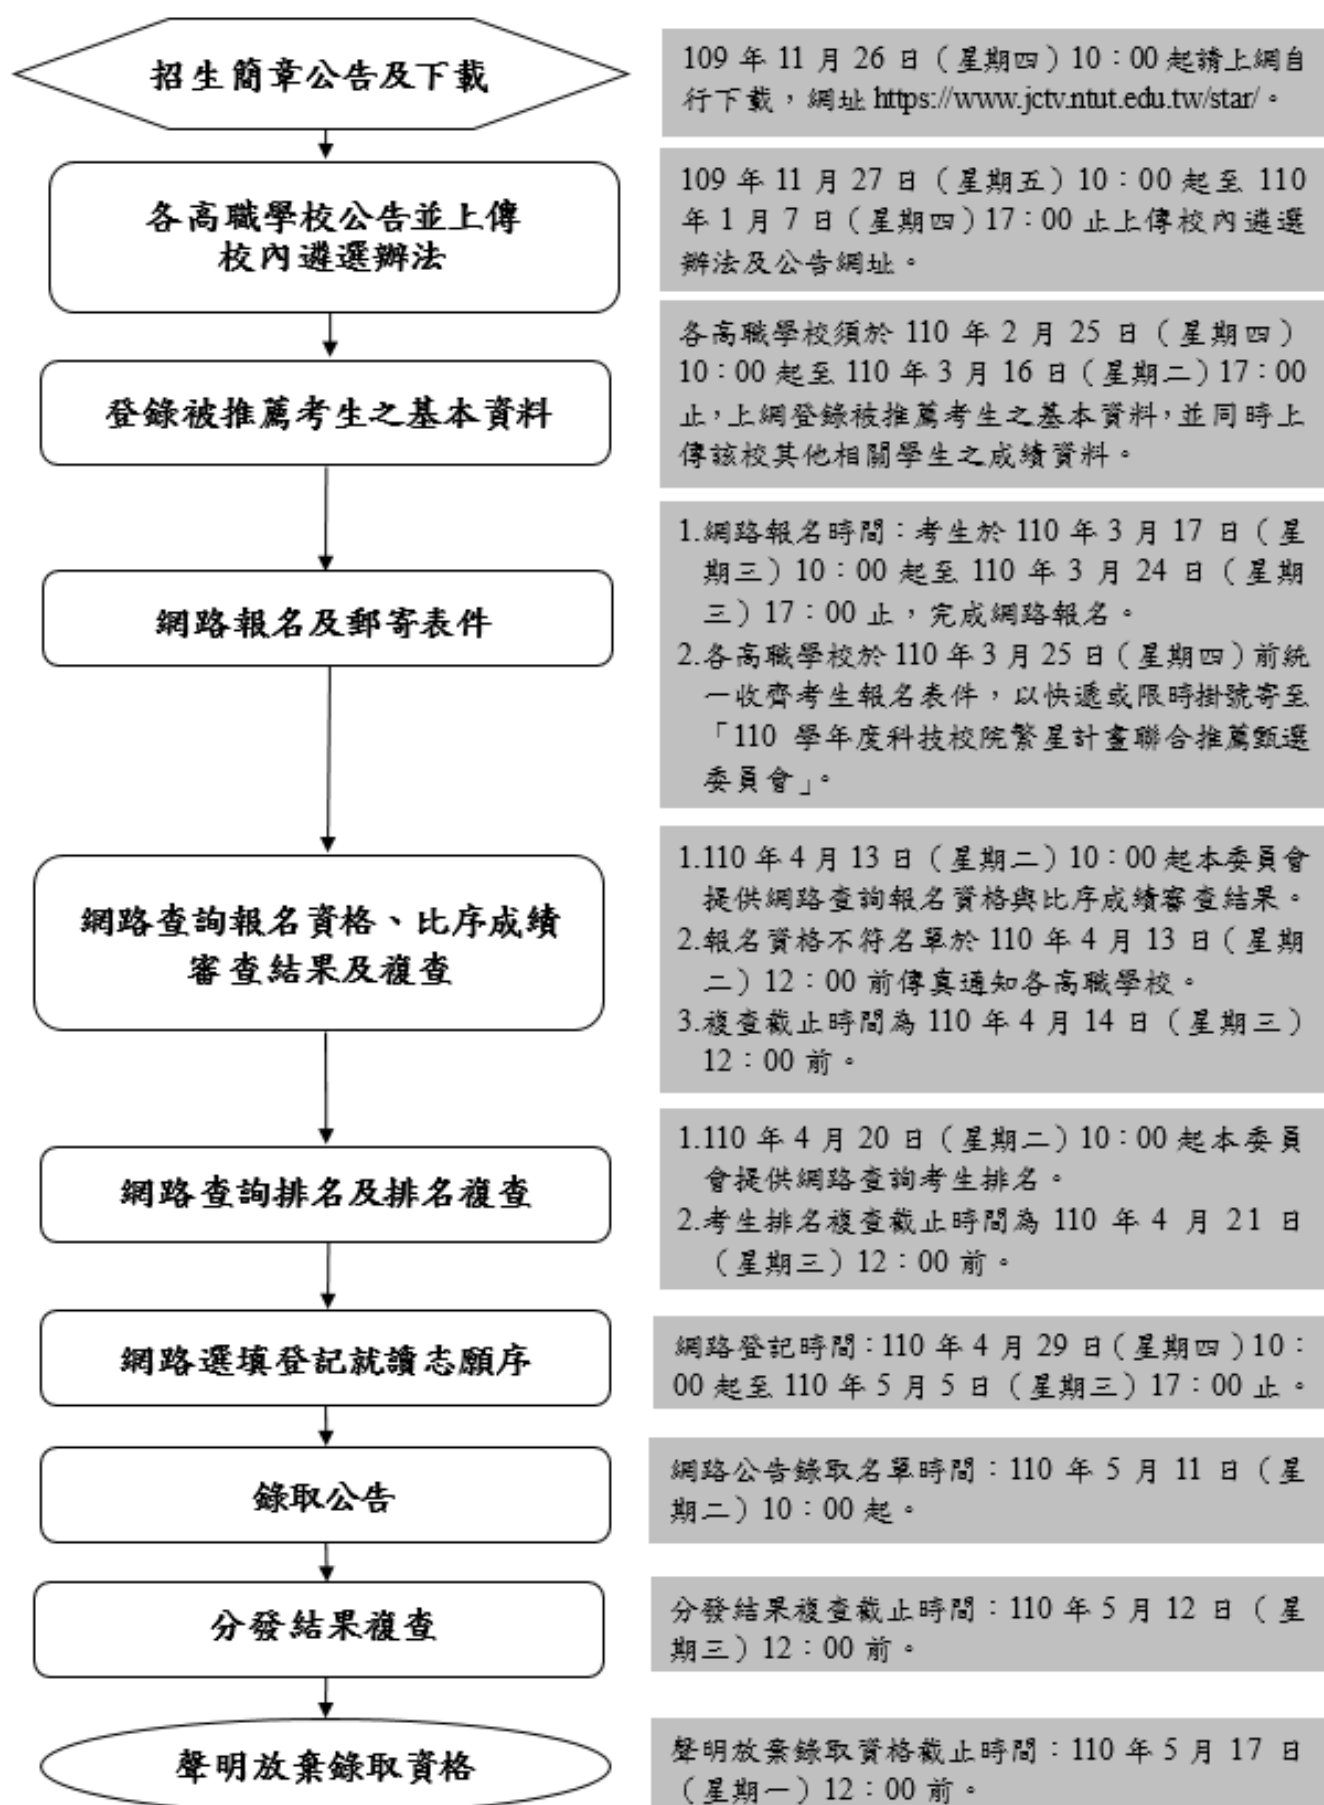 招生簡章公告及下載
109 年 11 月 26 日（星期四）10：00 起請上網自
行下載，網址 https://www.jctv.ntut.edu.tw/star/。
各高職學校公告並上傳
校內遴選辦法
109 年 11 月 27 日（星期五）10：00 起至 110
年 1 月 7 日（星期四）17：00 止上傳校內遴選
辦法及公告網址。
登錄被推薦考生之基本資料
各高職學校須於 110 年 2 月 25 日（星期四）
10：00 起至 110 年 3 月 16 日（星期二）17：00
止，上網登錄被推薦考生之基本資料，並同時上
傳該校其他相關學生之成績資料。
網路報名及郵寄表件
1.網路報名時間：考生於 110 年 3 月 17 日（星
期三）10：00 起至 110 年 3 月 24 日（星期
三）17：00 止，完成網路報名。
2.各高職學校於 110 年 3 月 25 日（星期四）前統
一收齊考生報名表件，以快遞或限時掛號寄至
「110 學年度科技校院繁星計畫聯合推薦甄選
委員會」。
網路查詢報名資格、比序成績
審查結果及複查
1.110 年 4 月 13 日（星期二）10：00 起本委員會
提供網路查詢報名資格與比序成績審查結果。
2.報名資格不符名單於 110 年 4 月 13 日（星期
二）12：00 前傳真通知各高職學校。
3.複查截止時間為 110 年 4 月 14 日（星期三）
12：00 前。
網路查詢排名及排名複查
1.110 年 4 月 20 日（星期二）10：00 起本委員
會提供網路查詢考生排名。
2.考生排名複查截止時間為 110 年 4 月 21 日
（星期三）12：00 前。
網路選填登記就讀志願序
網路登記時間：110 年 4 月 29 日（星期四）10：
00 起至 110 年 5 月 5 日（星期三）17：00 止。
錄取公告
網路公告錄取名單時間：110 年 5 月 11 日（星
期二）10：00 起。
分發結果複查
分發結果複查截止時間：110 年 5 月 12 日（星
期三）12：00 前。
聲明放棄錄取資格
聲明放棄錄取資格截止時間：110 年 5 月 17 日
（星期一）12：00 前。